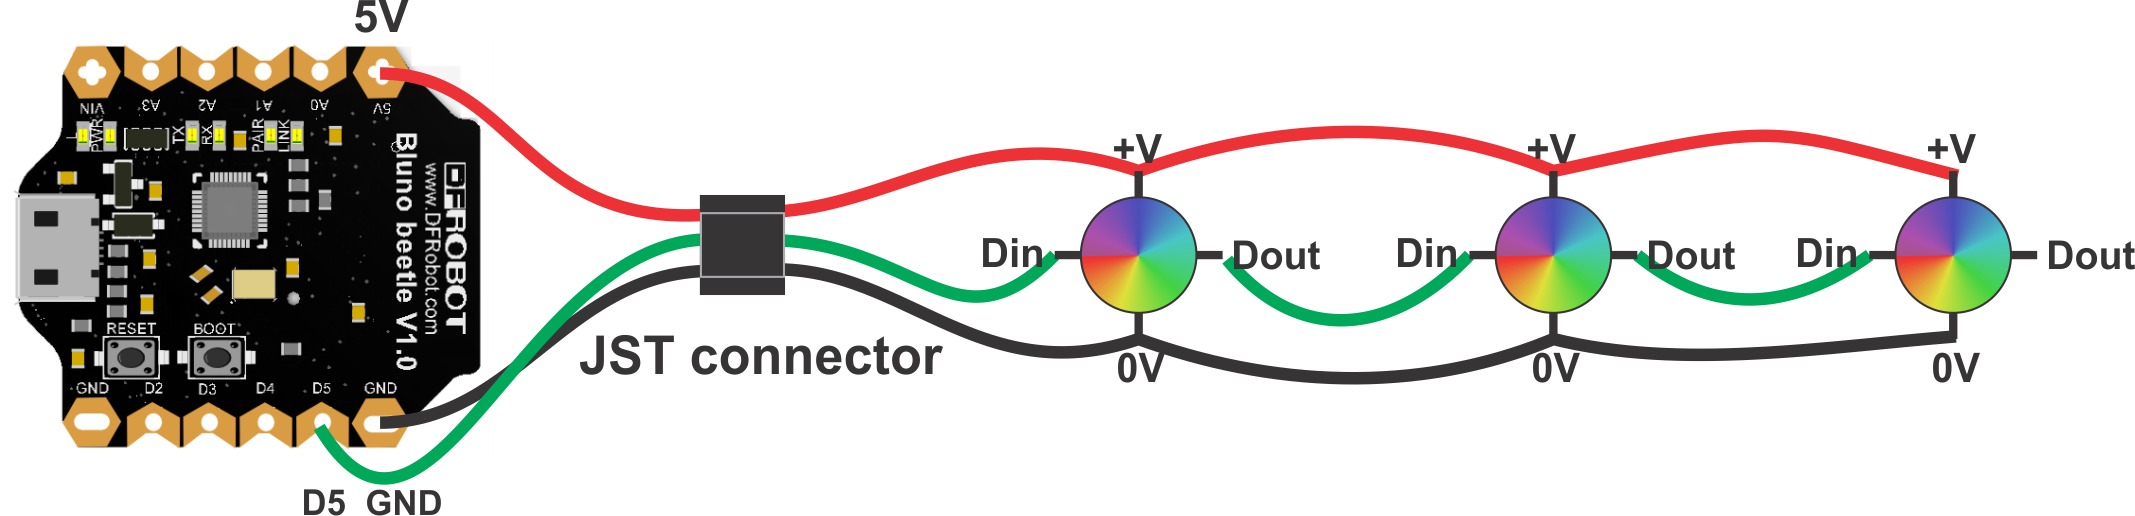 5V
VIN A3 A2 A1 A0 5V
L PWR TX RX PAIR LINK
Bluno beetle V1.0
www.DFRobot.com
DFROBOT
RESET BOOT
GND D2 D3 D4 D5 GND
D5 GND
JST connector
+V +V +V
Din Dout Din Dout Din Dout
0V 0V 0V